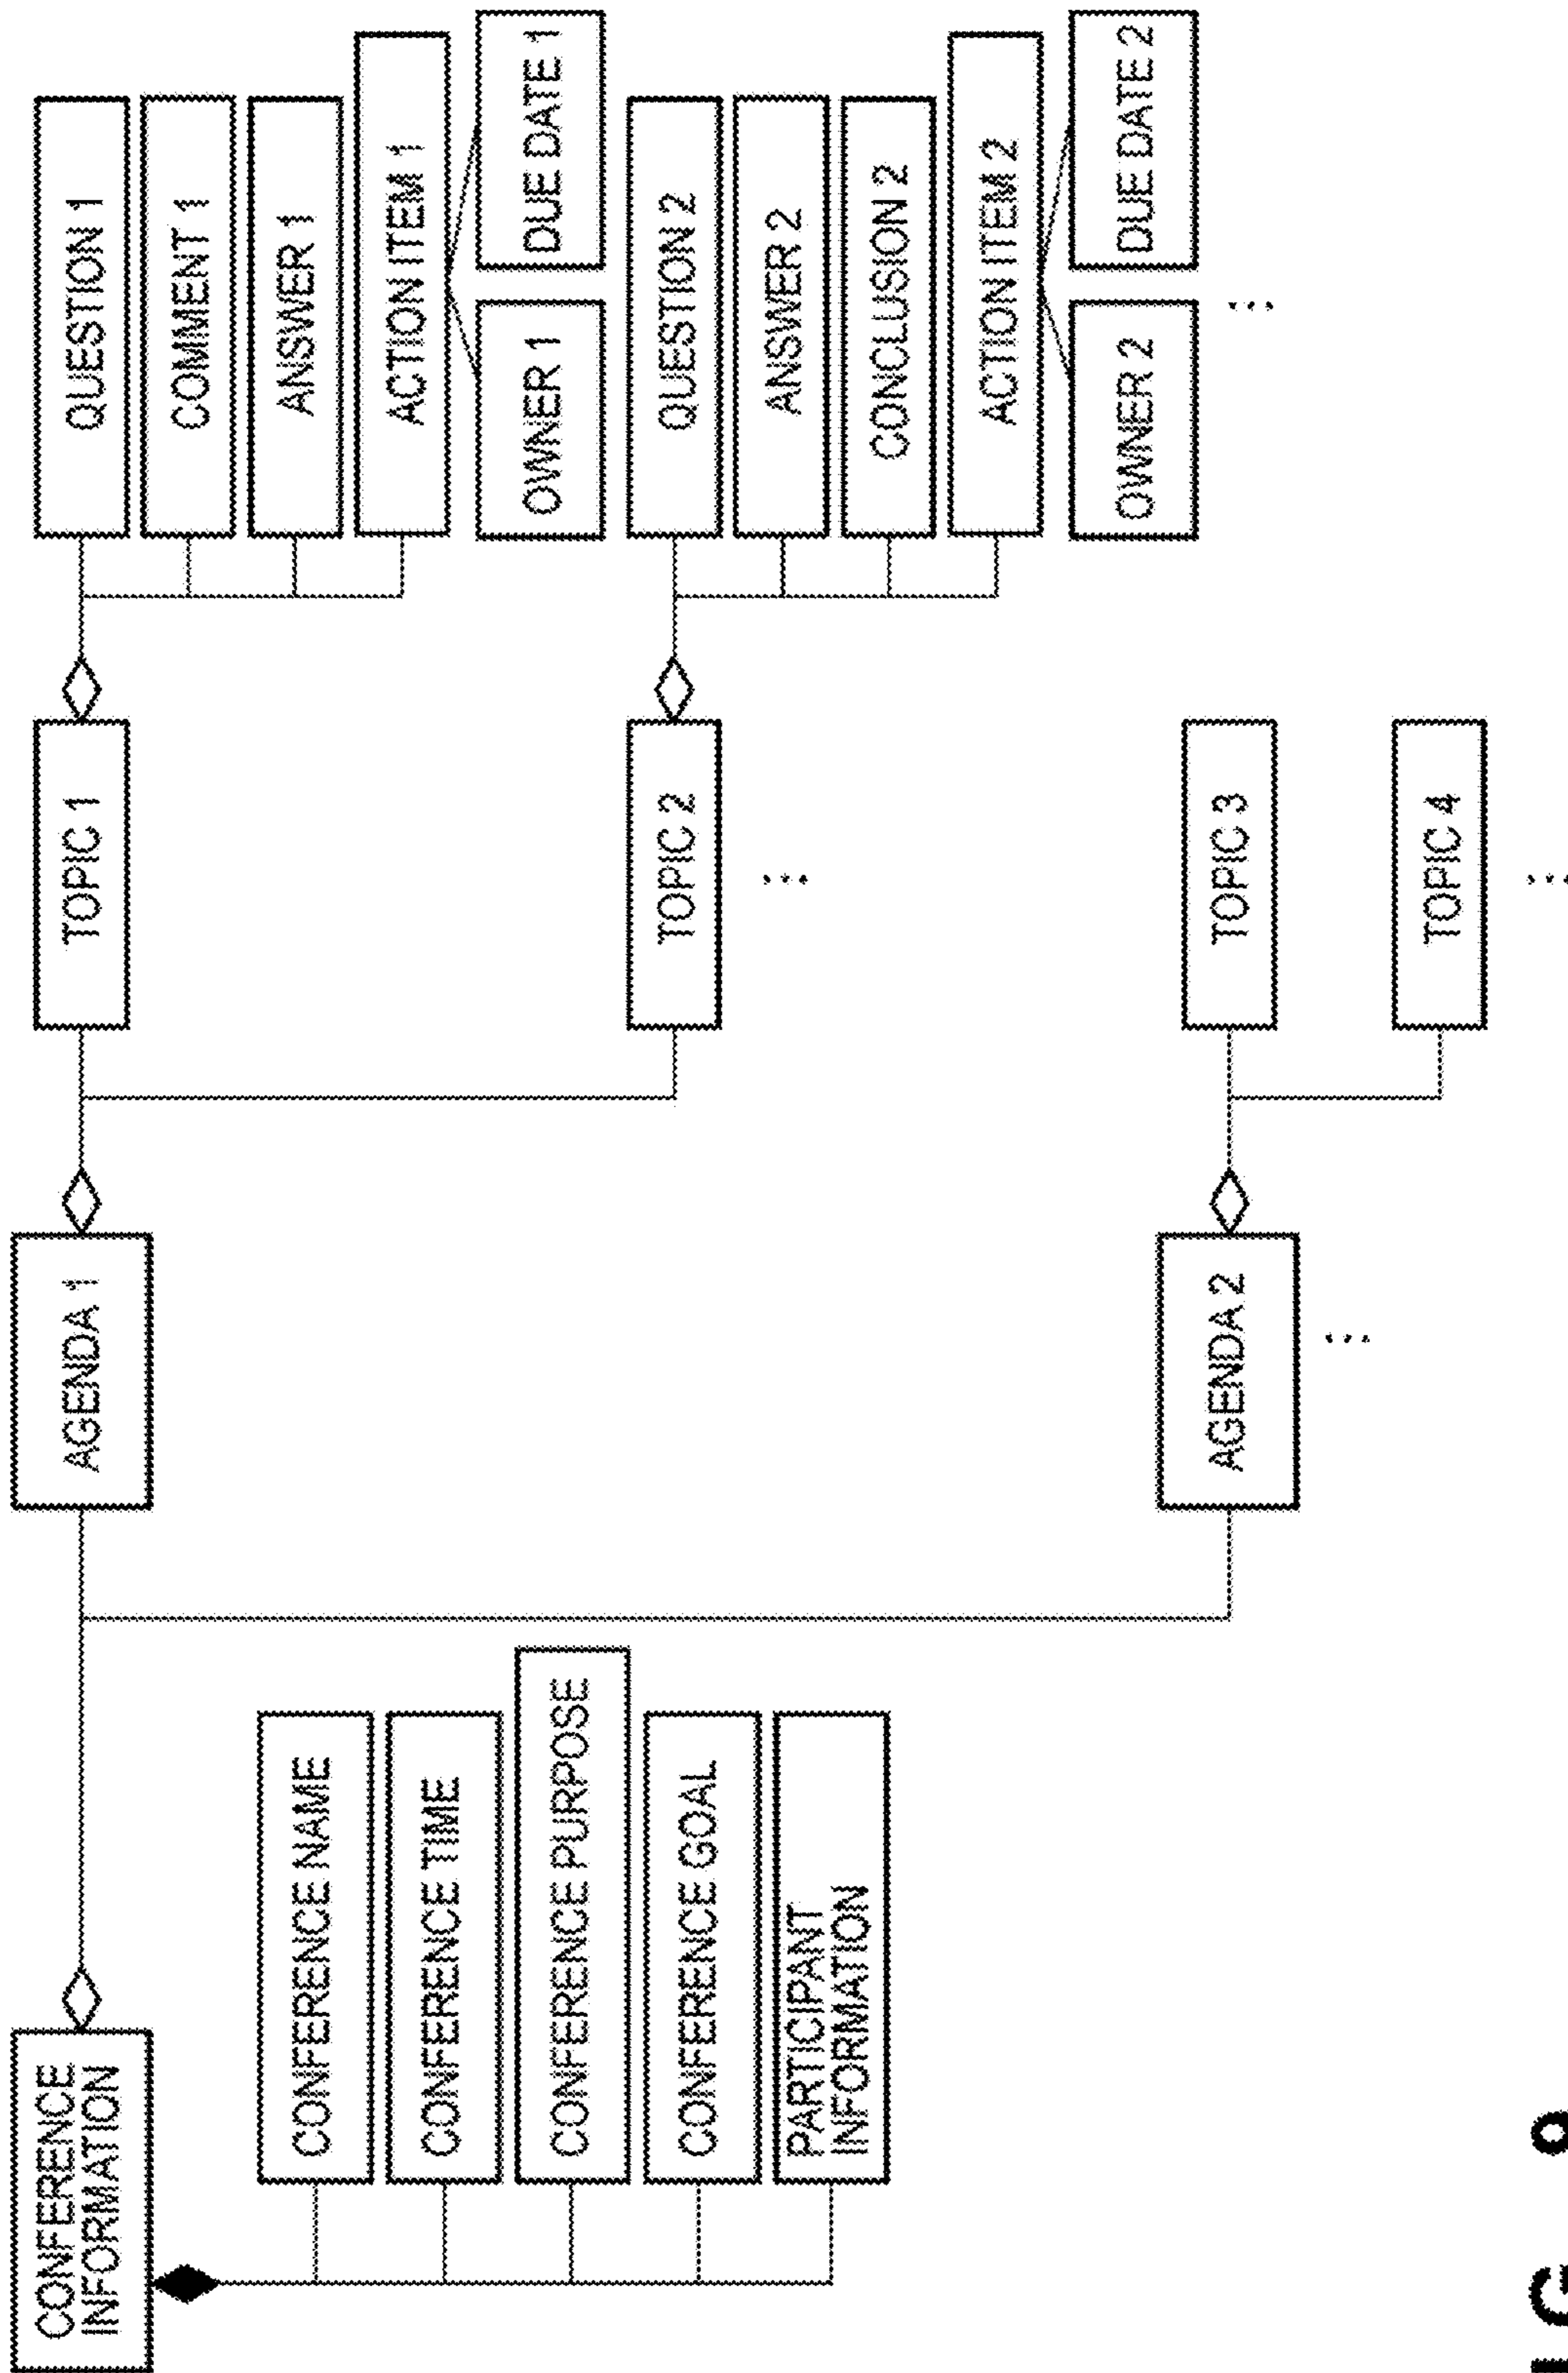 CONFERENCE
INFORMATION
CONFERENCE NAME
CONFERENCE TIME
CONFERENCE PURPOSE
CONFERENCE GOAL
PARTICIPANT
INFORMATION
AGENDA 1
TOPIC 1
QUESTION 1
COMMENT 1
ANSWER 1
ACTION ITEM 1
OWNER 1
DUE DATE 1
TOPIC 2
...
QUESTION 2
ANSWER 2
CONCLUSION 2
ACTION ITEM 2
OWNER 2
DUE DATE 2
...
AGENDA 2
...
TOPIC 3
TOPIC 4
...